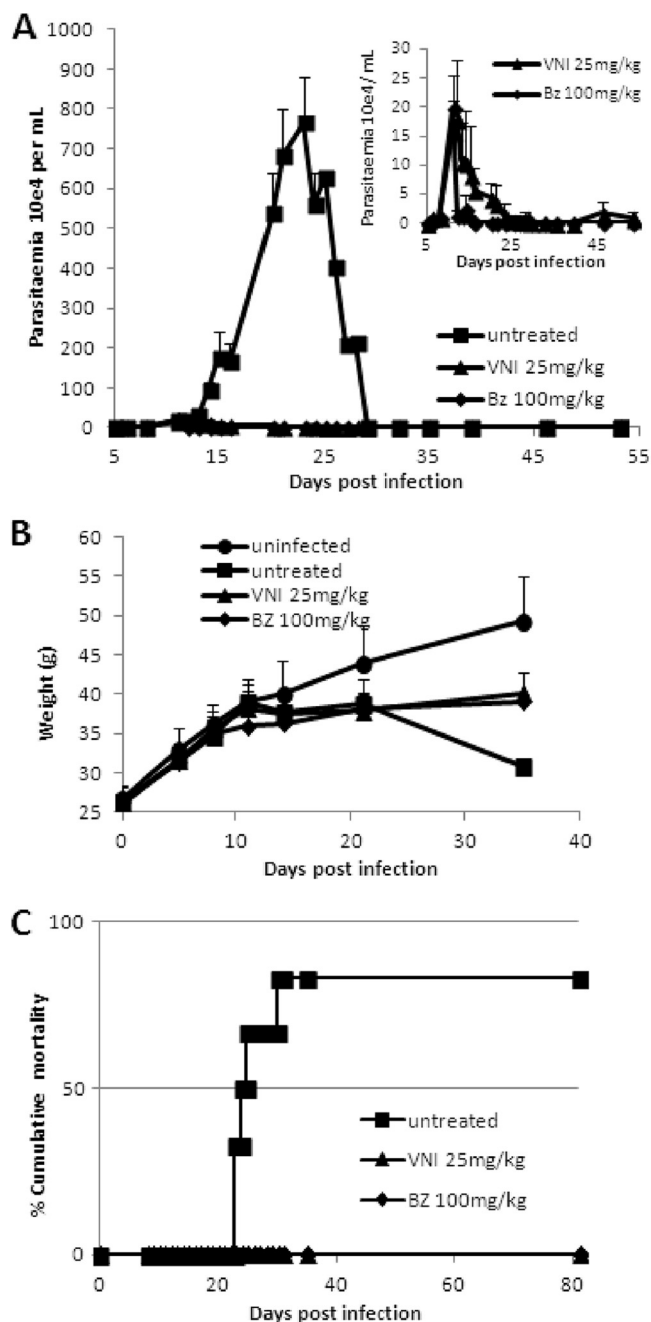 A
Parasitaemia 10e4 per mL
1000
900
800
700
600
500
400
300
200
100
0
5
15
25
35
45
55
Days post infection
untreated
VNI 25mg/kg
Bz 100mg/kg
Parasitaemia 10e4/ mL
30
25
20
15
10
5
0
5
25
45
Days post infection
VNI 25mg/kg
Bz 100mg/kg
B
Weight (g)
60
55
50
45
40
35
30
25
0
10
20
30
40
Days post infection
uninfected
untreated
VNI 25mg/kg
BZ 100mg/kg
C
% Cumulative mortality
100
50
0
0
20
40
60
80
Days post infection
untreated
VNI 25mg/kg
BZ 100mg/kg